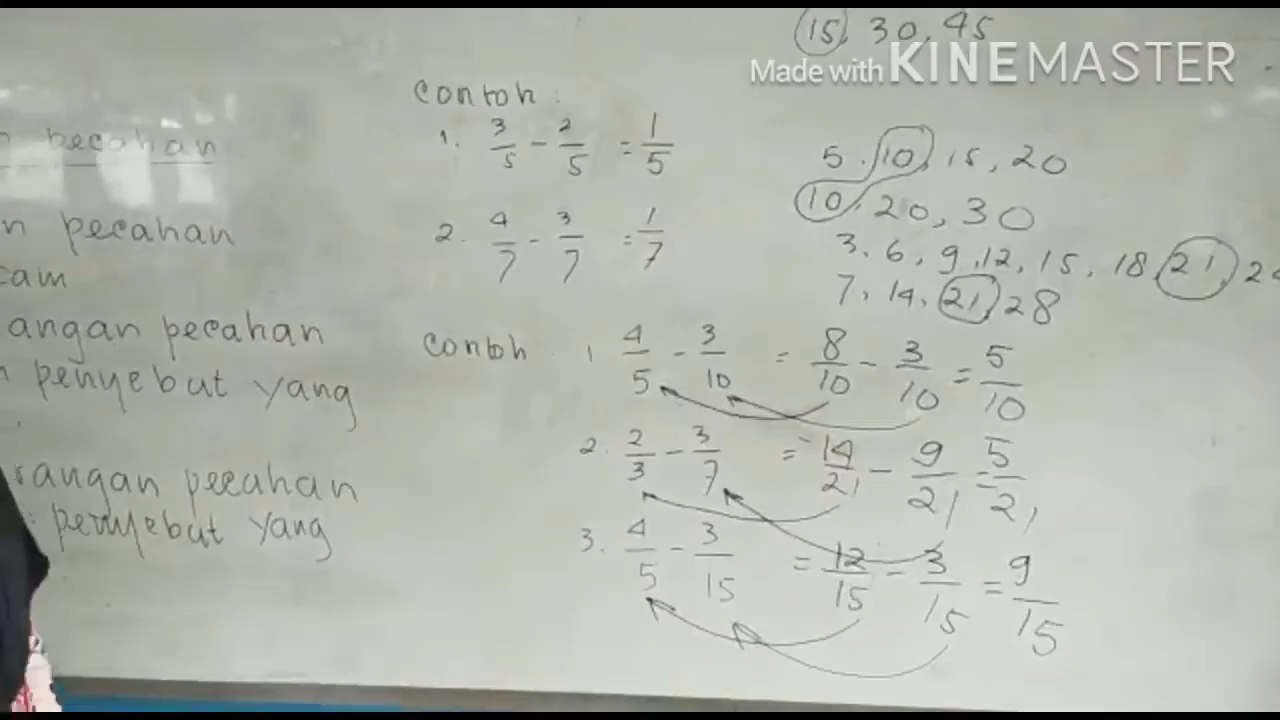 15, 30, 45
Made with KINEMASTER
pecahan
pecahan
angan pecahan
penyebut yang
angan pecahan
penyebut yang
Contoh :
1. 3/5 - 2/5 = 1/5
2. 4/7 - 3/7 = 1/7
5, 10, 15, 20
10, 20, 30
3, 6, 9, 12, 15, 18, 21, 2
7, 14, 21, 28
Contoh 1 4/5 - 3/10 = 8/10 - 3/10 = 5/10
2. 2/3 - 3/7 = 14/21 - 9/21 = 5/21
3. 4/5 - 3/15 = 12/15 - 3/15 = 9/15